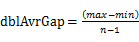 dblAvrGap = (max−min) / n−1